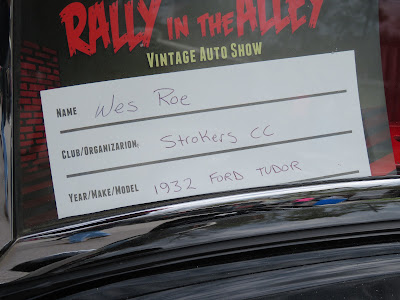 RALLY IN THE ALLEY
VINTAGE AUTO SHOW
NAME Wes Roe
CLUB/ORGANIZARION: Strokers CC
YEAR/MAKE/MODEL 1932 FORD TUDOR